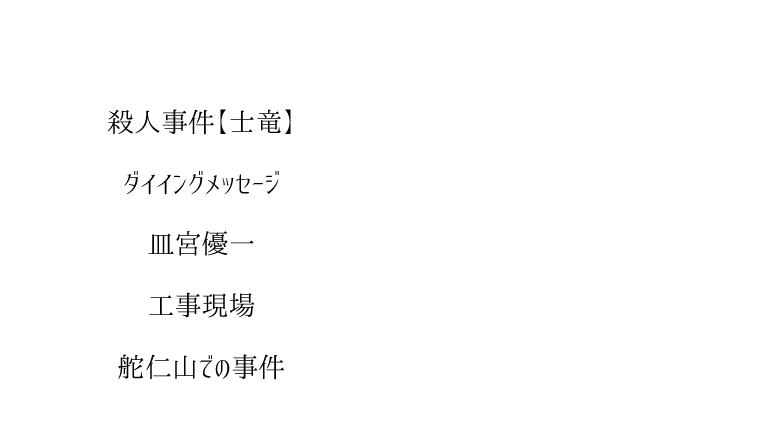 殺人事件【士竜】
ダイイングメッセージ
皿宮優一
工事現場
舵仁山での事件